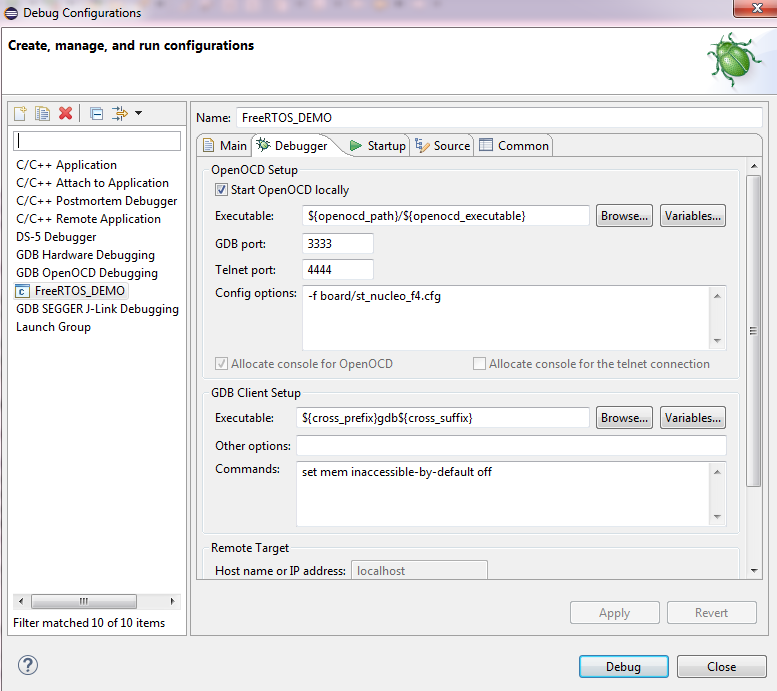 Debug Configurations
X
Create, manage, and run configurations
Name: FreeRTOS_DEMO
Main Debugger Startup Source Common
C/C++ Application
C/C++ Attach to Application
C/C++ Postmortem Debugger
C/C++ Remote Application
DS-5 Debugger
GDB Hardware Debugging
GDB OpenOCD Debugging
c FreeRTOS_DEMO
GDB SEGGER J-Link Debugging
Launch Group
Filter matched 10 of 10 items
OpenOCD Setup
Start OpenOCD locally
Executable: ${openocd_path}/${openocd_executable} Browse... Variables...
GDB port: 3333
Telnet port: 4444
Config options: -f board/st_nucleo_f4.cfg
Allocate console for OpenOCD Allocate console for the telnet connection
GDB Client Setup
Executable: ${cross_prefix}gdb${cross_suffix} Browse... Variables...
Other options:
Commands: set mem inaccessible-by-default off
Remote Target
Host name or IP address: localhost
Apply Revert
? Debug Close